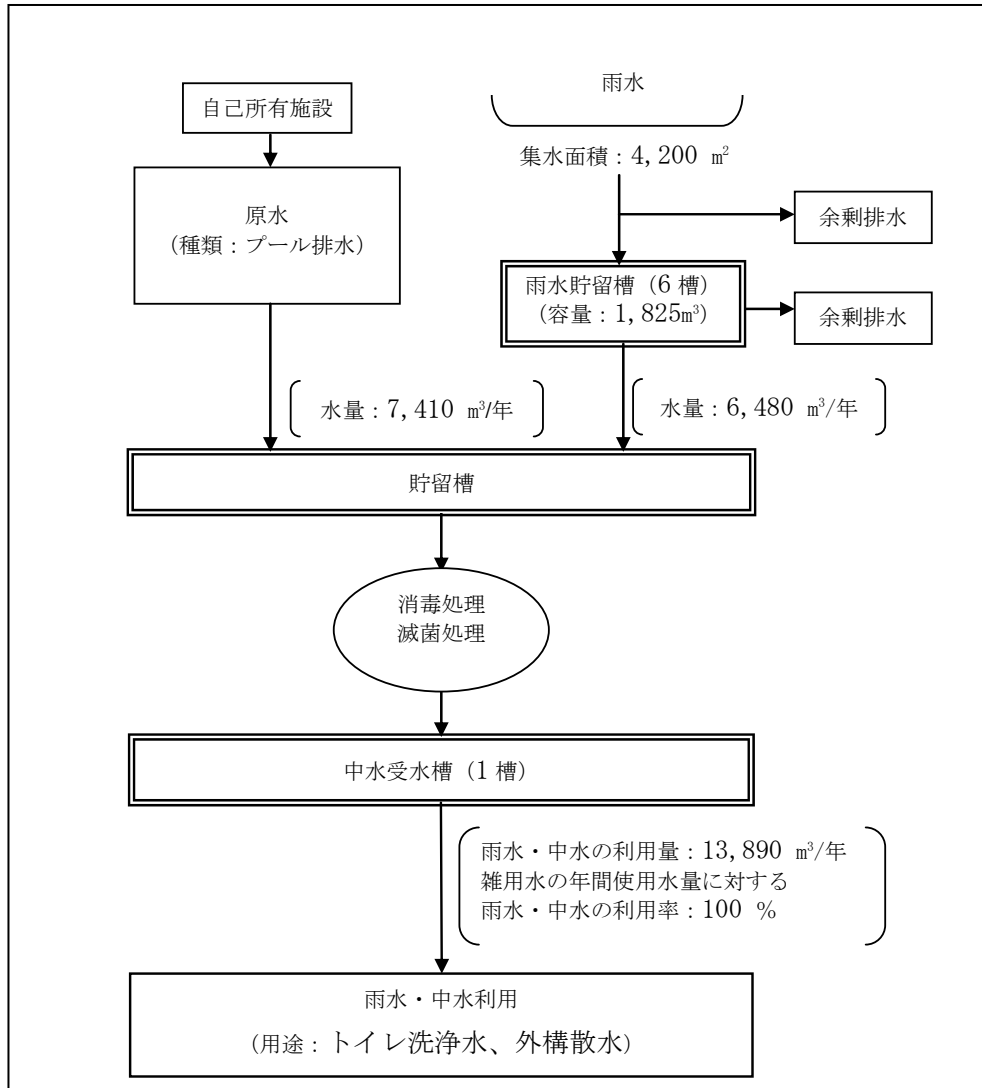 自己所有施設
原水
（種類：プール排水）
雨水
集水面積：4,200 m²
余剰排水
雨水貯留槽（6 槽）
（容量：1,825m³）
余剰排水
水量：7,410 m³/年
水量：6,480 m³/年
貯留槽
消毒処理
滅菌処理
中水受水槽（1 槽）
雨水・中水の利用量：13,890 m³/年
雑用水の年間使用水量に対する
雨水・中水の利用率：100 %
雨水・中水利用
（用途：トイレ洗浄水、外構散水）